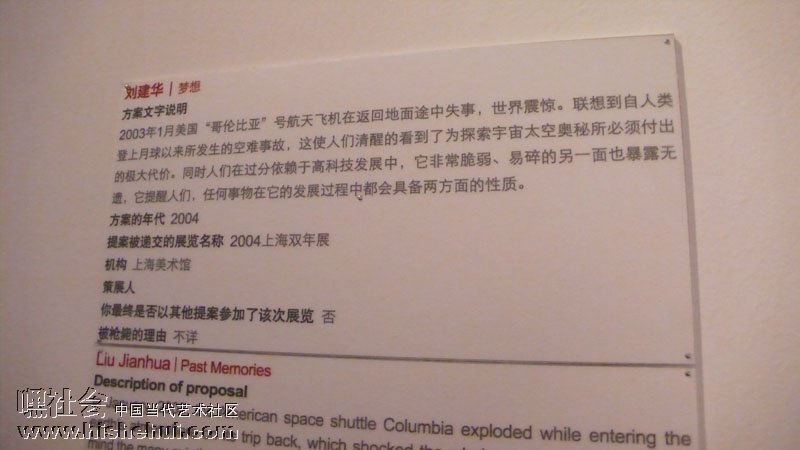 刘建华 | 梦想
方案文字说明
2003年1月美国“哥伦比亚”号航天飞机在返回地面途中失事，世界震惊。联想到自人类
登上月球以来所发生的空难事故，这使人们清醒的看到了为探索宇宙太空奥秘所必须付出
的极大代价。同时人们在过分依赖于高科技发展中，它非常脆弱、易碎的另一面也暴露无
遗，它提醒人们，任何事物在它的发展过程中都会具备两方面的性质。
方案的年代 2004
提案被递交的展览名称 2004上海双年展
机构 上海美术馆
策展人
你最终是否以其他提案参加了该次展览 否
被枪毙的理由 不详
Liu Jianhua | Past Memories
Description of proposal
American space shuttle Columbia exploded while entering the
trip back, which shocked the
嘿社会 中国当代艺术社区
www.hishehui.com